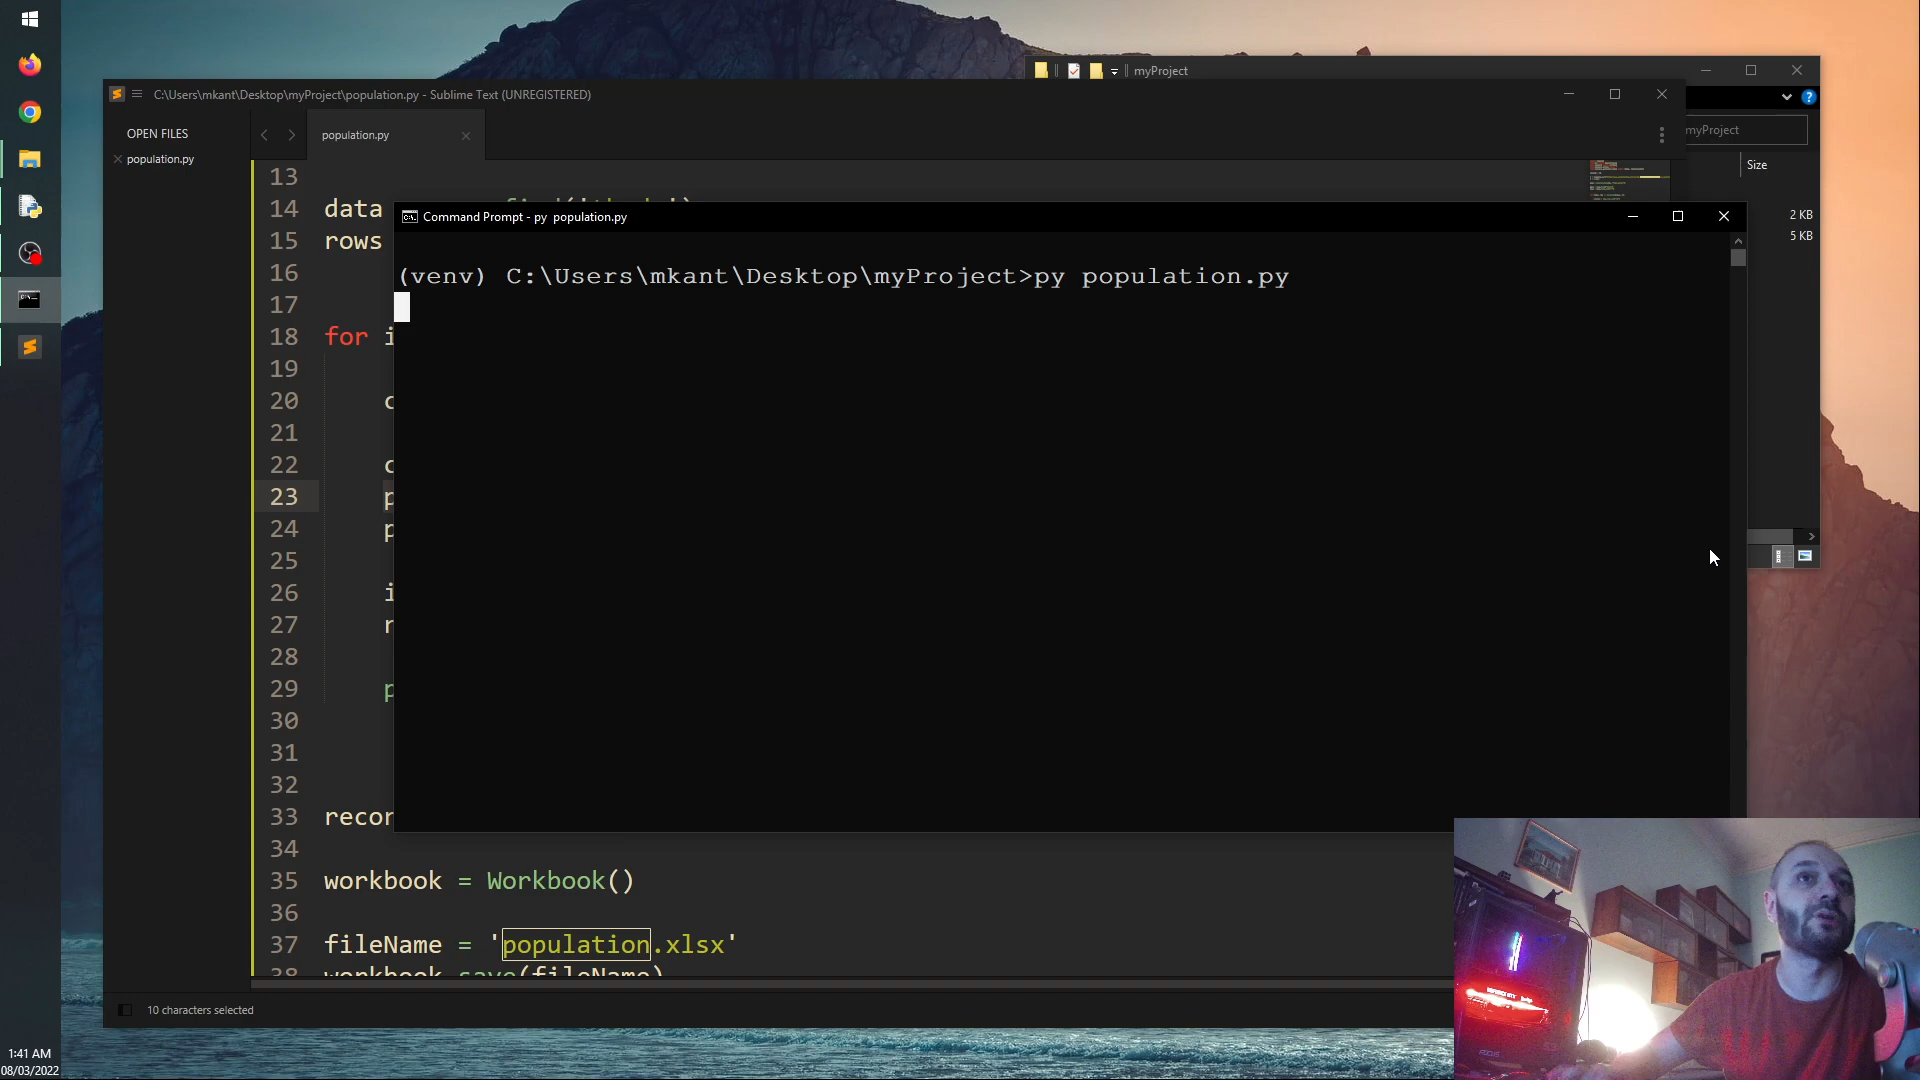 myProject
C:\Users\mkant\Desktop\myProject\population.py - Sublime Text (UNREGISTERED)
OPEN FILES
population.py
population.py
myProject
Size
2 KB
5 KB
13
14 data
15 rows
16
17
18 for i
19
20 c
21
22 c
23 p
24 p
25
26 i
27 r
28
29 p
30
31
32
33 recor
34
35 workbook = Workbook()
36
37 fileName = 'population.xlsx'
38 workbook.save(fileName)
Command Prompt - py population.py
(venv) C:\Users\mkant\Desktop\myProject>py population.py
10 characters selected
1:41 AM
08/03/2022